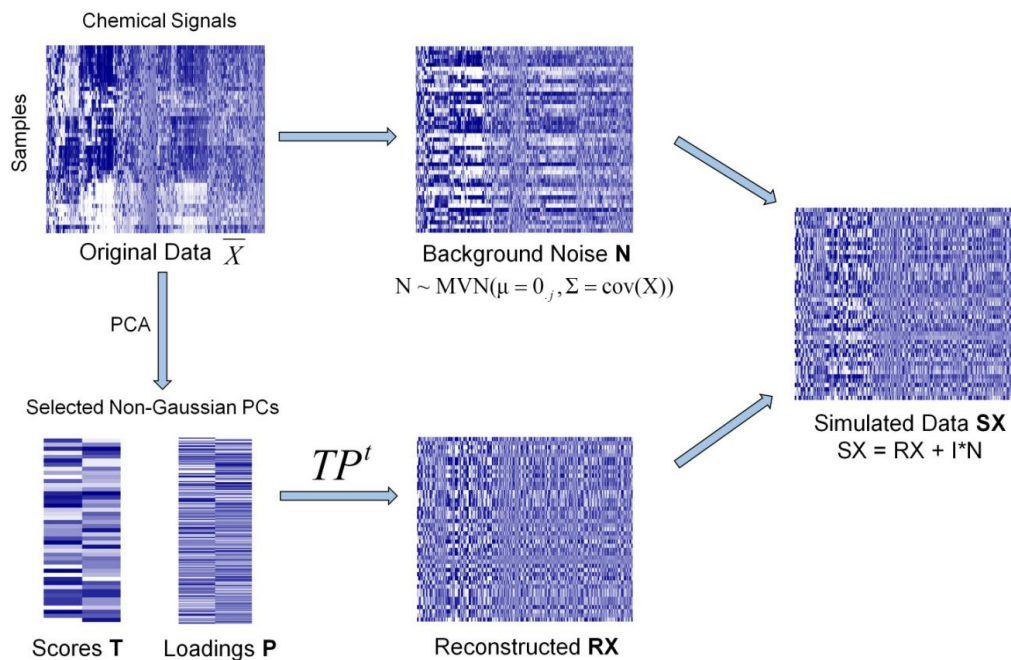 Chemical Signals
Samples
Original Data X̅
Background Noise N
N ~ MVN(μ = 0.j, Σ = cov(X))
PCA
Selected Non-Gaussian PCs
TPᵗ
Simulated Data SX
SX = RX + I*N
Scores T
Loadings P
Reconstructed RX